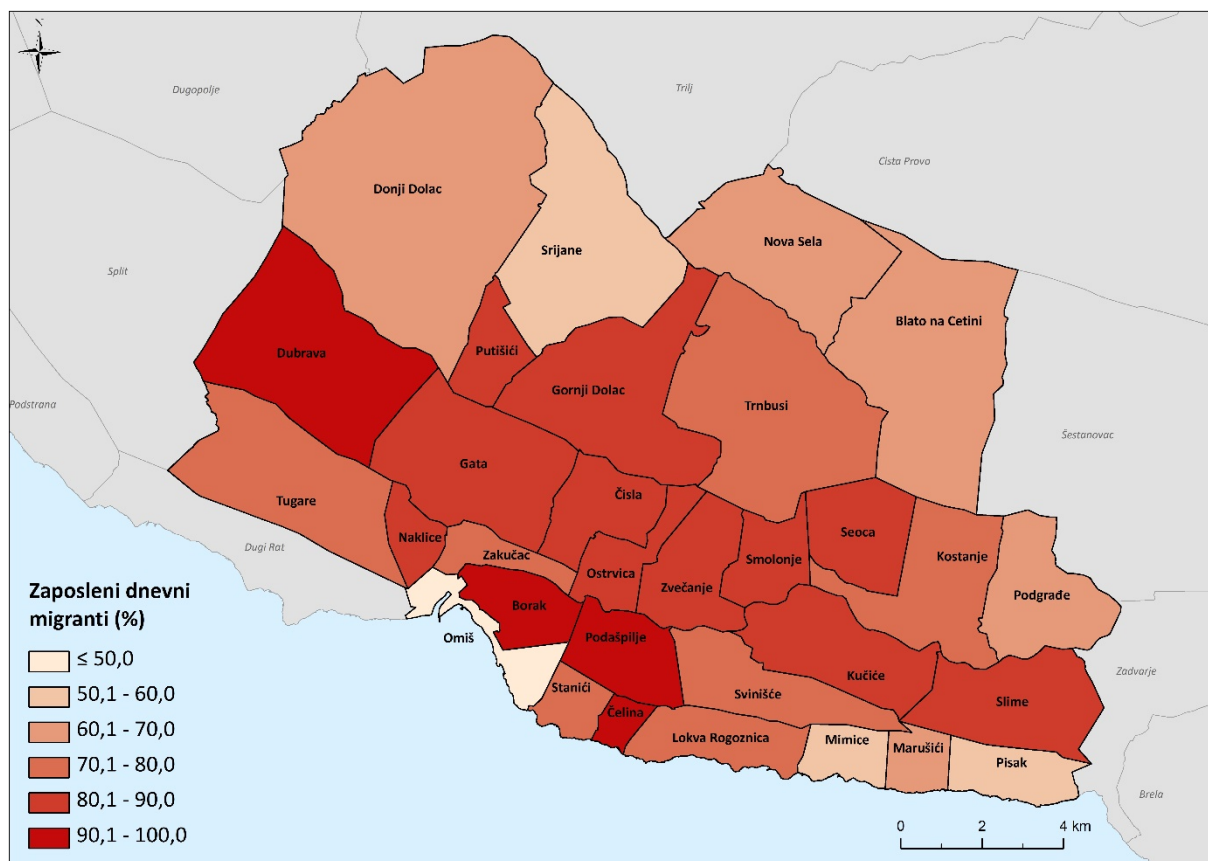 N
Dugopolje
Trilj
Cista Provo
Donji Dolac
Nova Sela
Srijane
Split
Blato na Cetini
Dubrava
Putišići
Gornji Dolac
Trnbusi
Podstrana
Šestanovac
Gata
Čisla
Tugare
Naklice
Seoca
Zakučac
Smolonje
Kostanje
Dugi Rat
Ostrvica
Zvečanje
Podgrađe
Borak
Omiš
Podašpilje
Kučiće
Zadvarje
Stanići
Svinišće
Slime
Čelina
Lokva Rogoznica
Mimice
Marušići
Pisak
Brela
Zaposleni dnevni
migranti (%)
≤ 50,0
50,1 - 60,0
60,1 - 70,0
70,1 - 80,0
80,1 - 90,0
90,1 - 100,0
0 2 4 km